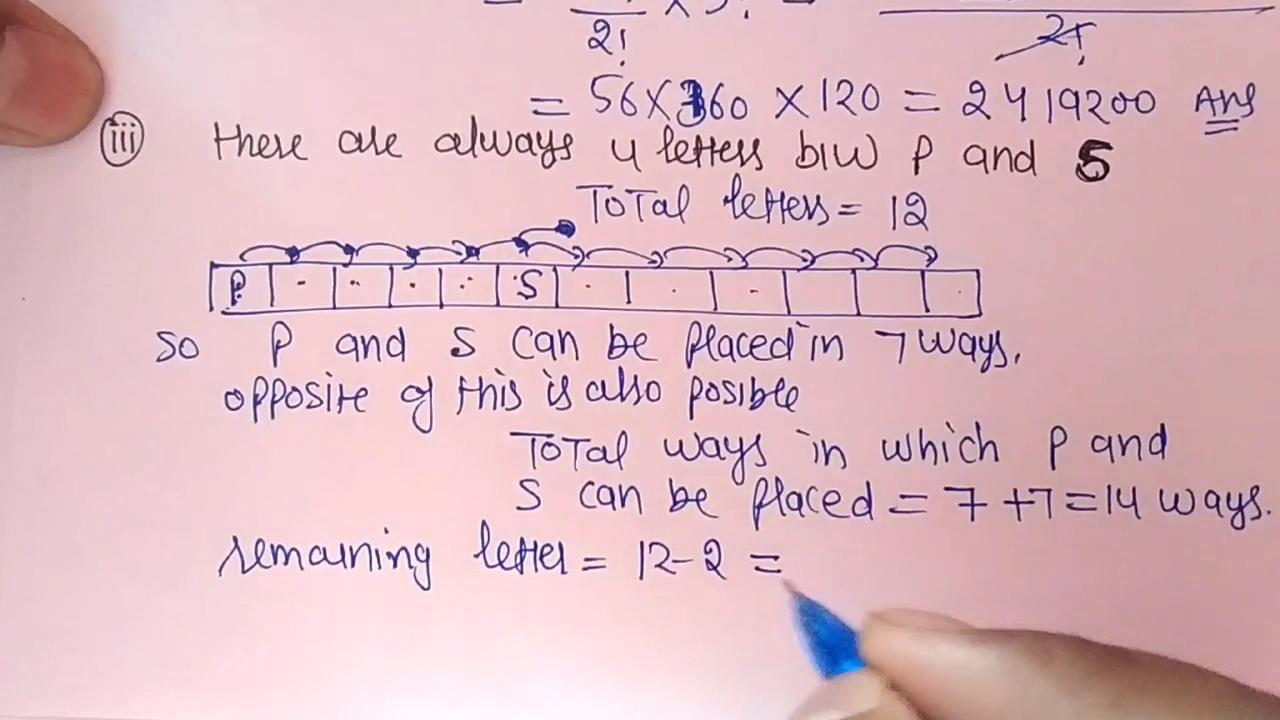 2! 2!
= 56×360 ×120 = 2419200 Ans
(iii) there are always 4 letters b/w P and S
Total letters = 12
P . . . . S . . . .
So P and S can be placed in 7 ways.
opposite of this is also posible
Total ways in which P and
S can be placed = 7 +7=14 ways.
remaining letter = 12-2 =